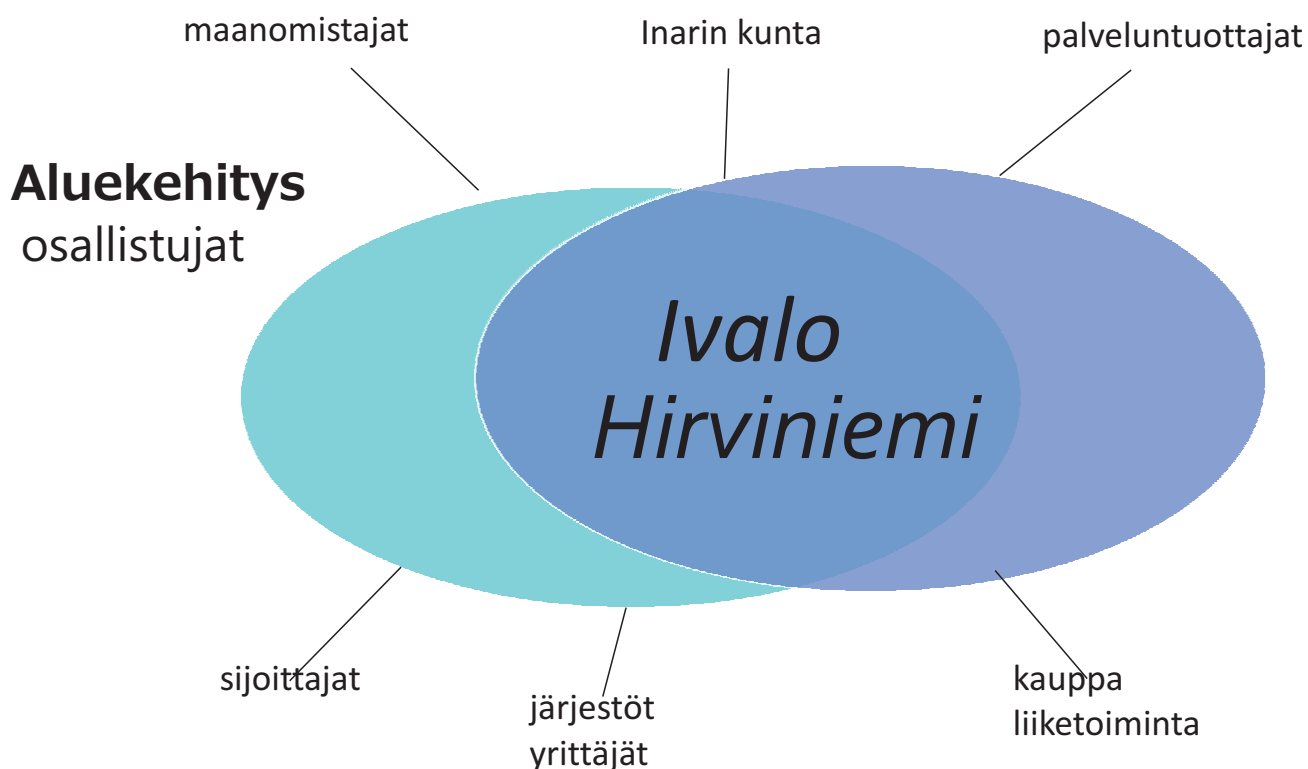 maanomistajat
Inarin kunta
palveluntuottajat
Aluekehitys
osallistujat
Ivalo
Hirviniemi
sijoittajat
järjestöt
yrittäjät
kauppa
liiketoiminta